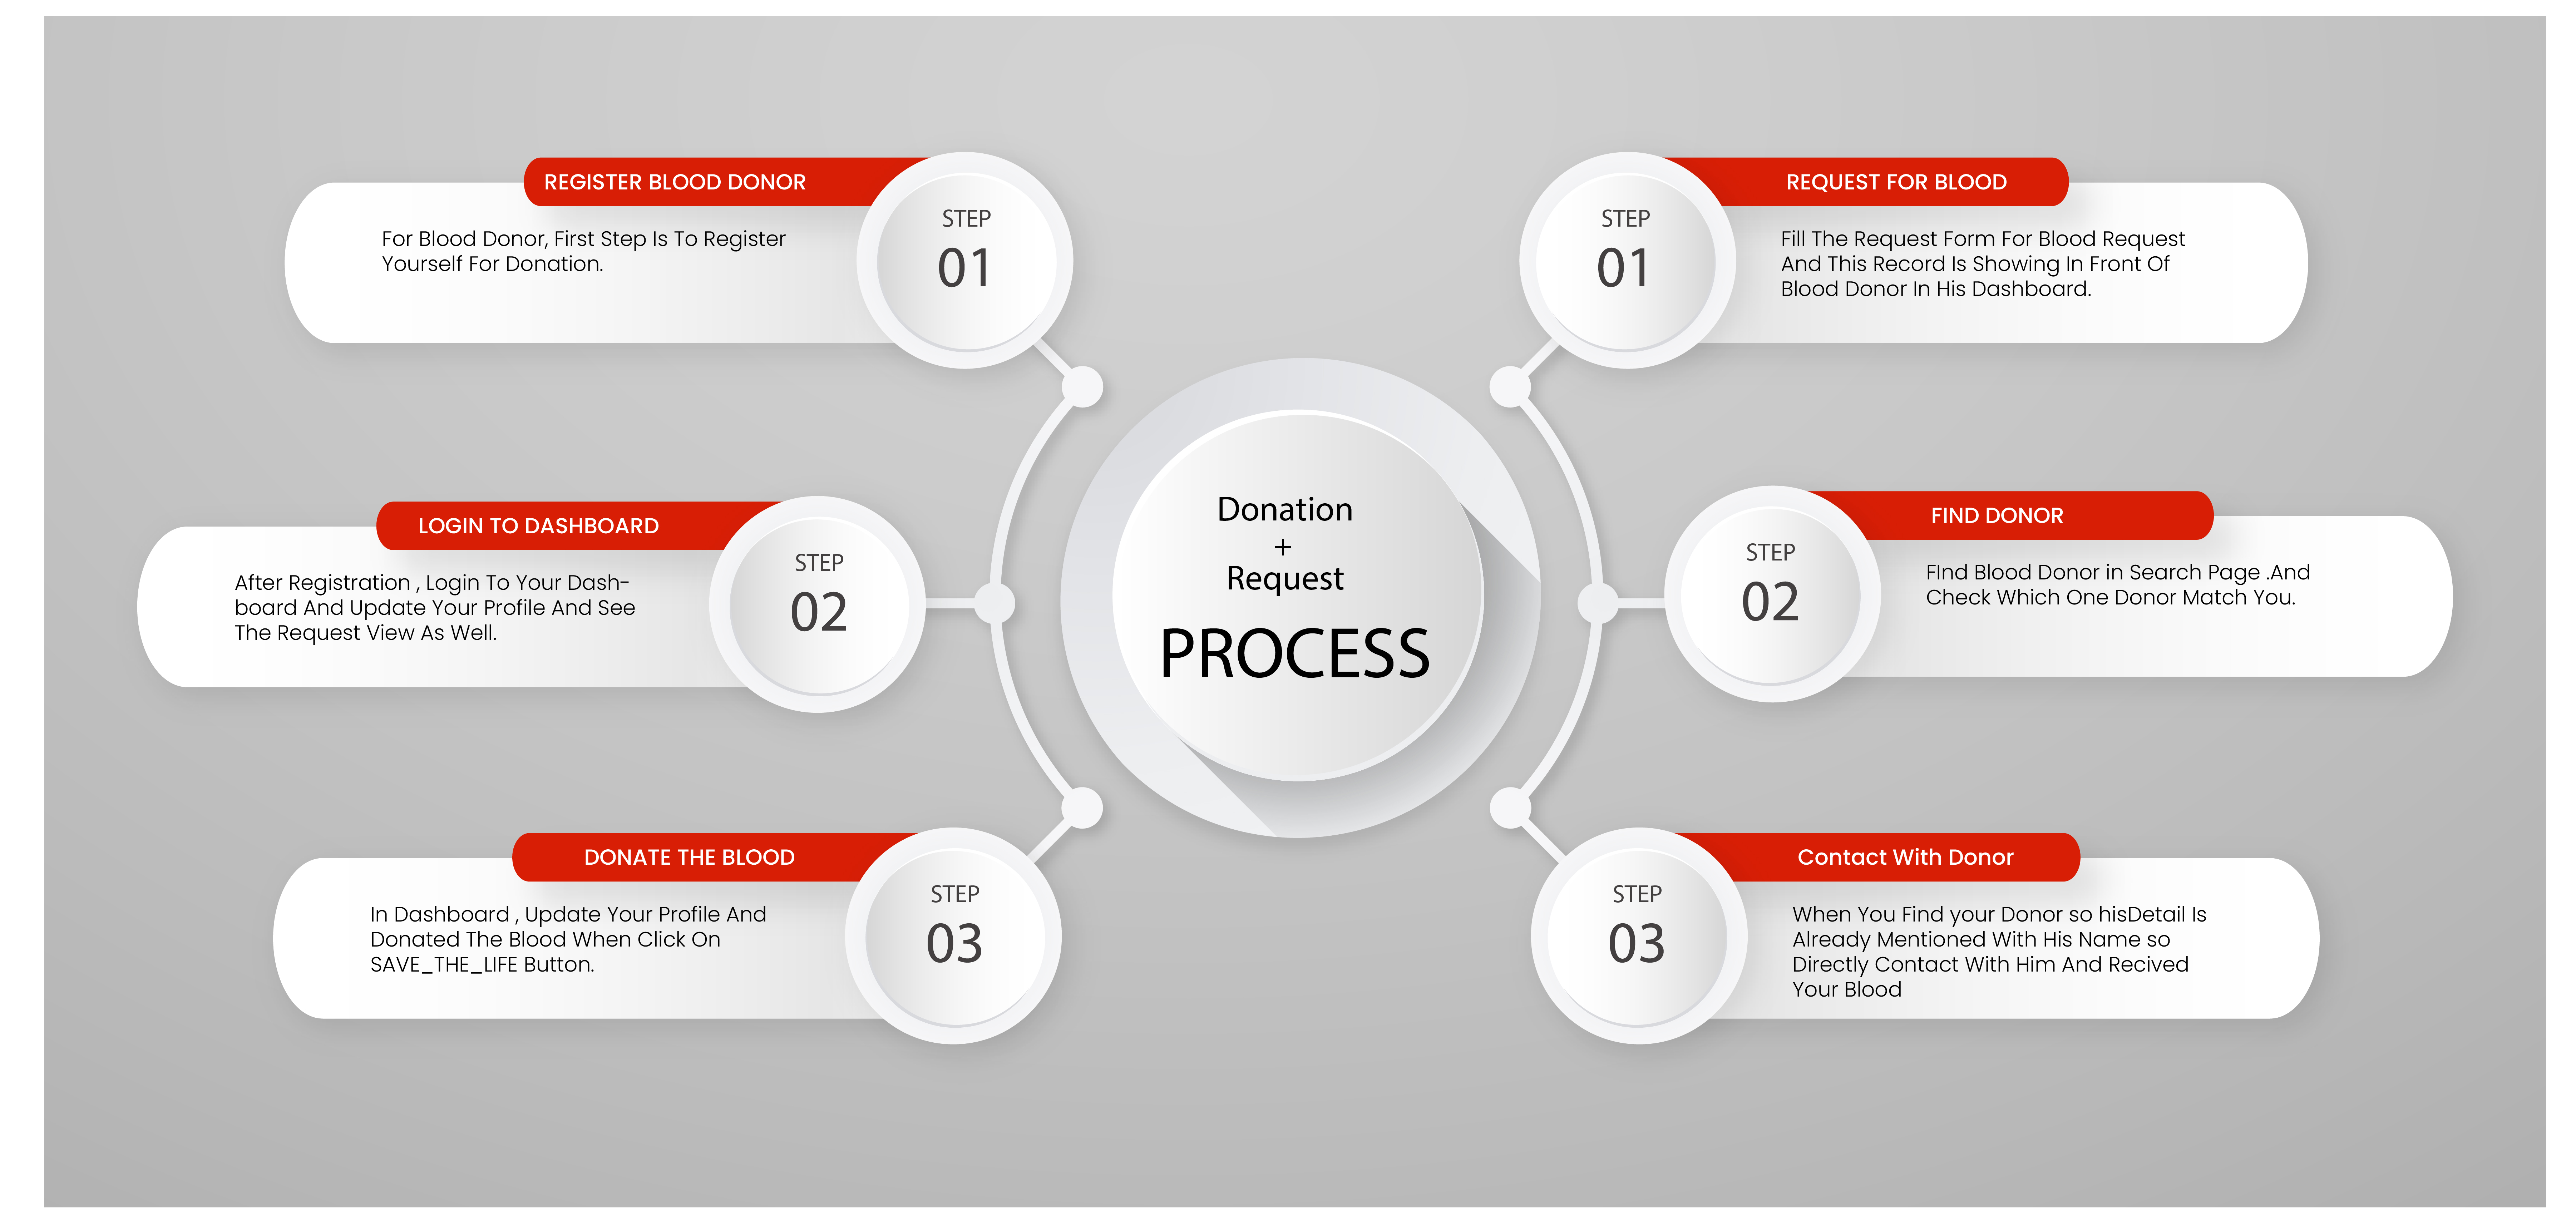 REGISTER BLOOD DONOR
For Blood Donor, First Step Is To Register
Yourself For Donation.
STEP
01
LOGIN TO DASHBOARD
After Registration , Login To Your Dash-
board And Update Your Profile And See
The Request View As Well.
STEP
02
DONATE THE BLOOD
In Dashboard , Update Your Profile And
Donated The Blood When Click On
SAVE_THE_LIFE Button.
STEP
03
Donation
+
Request
PROCESS
REQUEST FOR BLOOD
STEP
01
Fill The Request Form For Blood Request
And This Record Is Showing In Front Of
Blood Donor In His Dashboard.
FIND DONOR
STEP
02
FInd Blood Donor in Search Page .And
Check Which One Donor Match You.
Contact With Donor
STEP
03
When You Find your Donor so hisDetail Is
Already Mentioned With His Name so
Directly Contact With Him And Recived
Your Blood